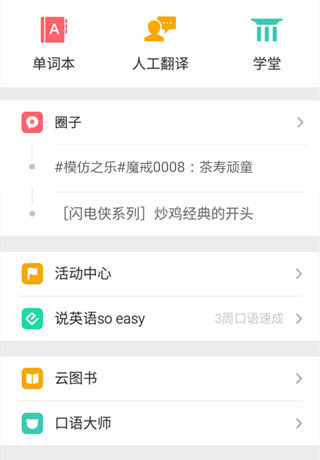 单词本
人工翻译
学堂
圈子
#模仿之乐#魔戒0008：茶寿顽童
［闪电侠系列］炒鸡经典的开头
活动中心
说英语so easy
3周口语速成
云图书
口语大师